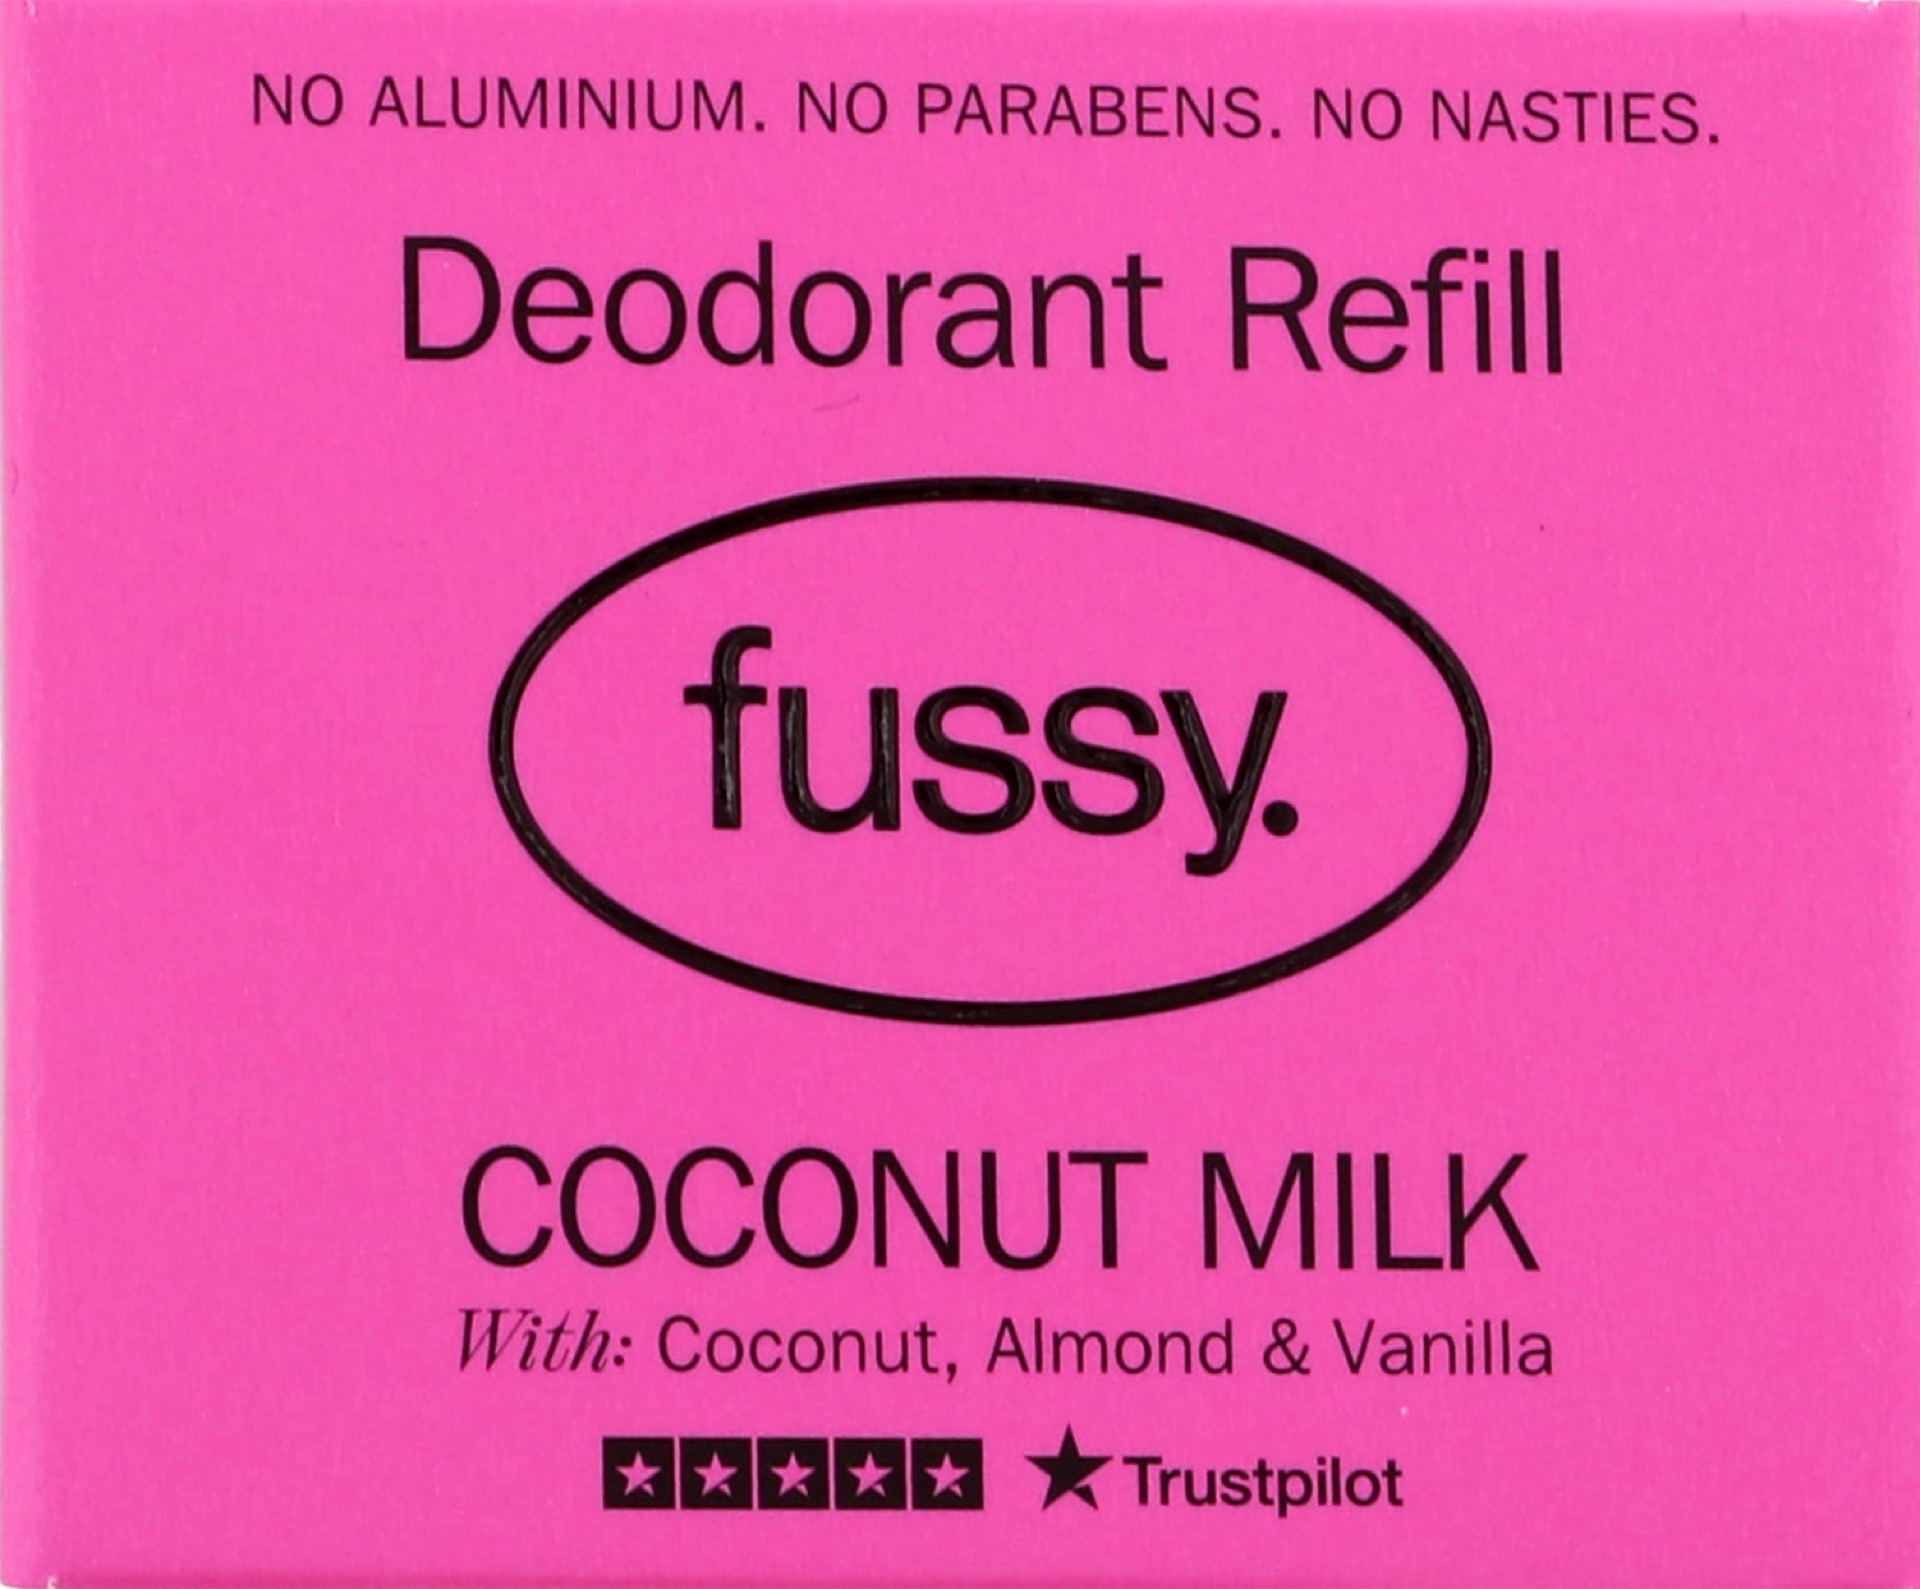 NO ALUMINIUM. NO PARABENS. NO NASTIES.
Deodorant Refill
fussy.
COCONUT MILK
With: Coconut, Almond & Vanilla
Trustpilot